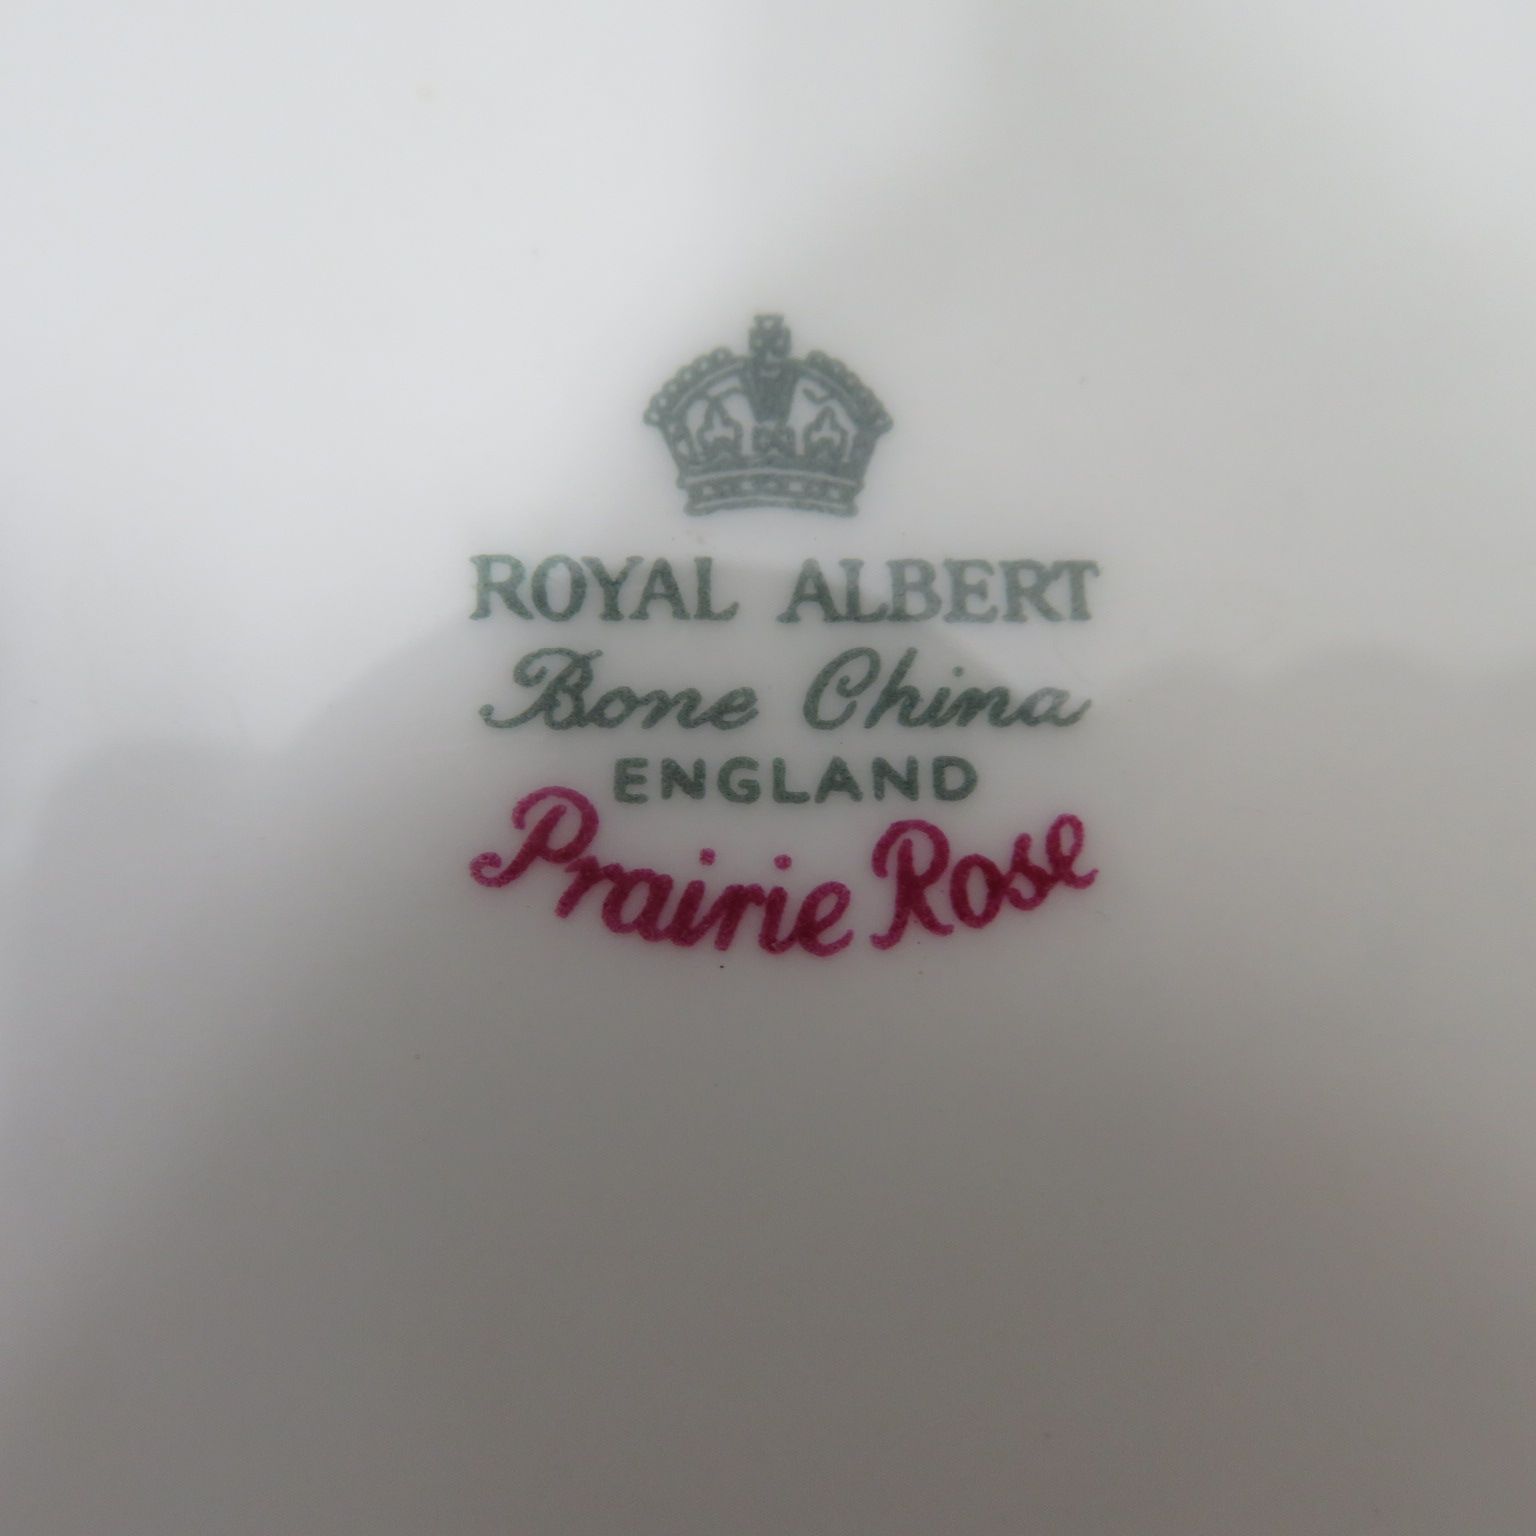 ROYAL ALBERT
Bone China
ENGLAND
Prairie Rose